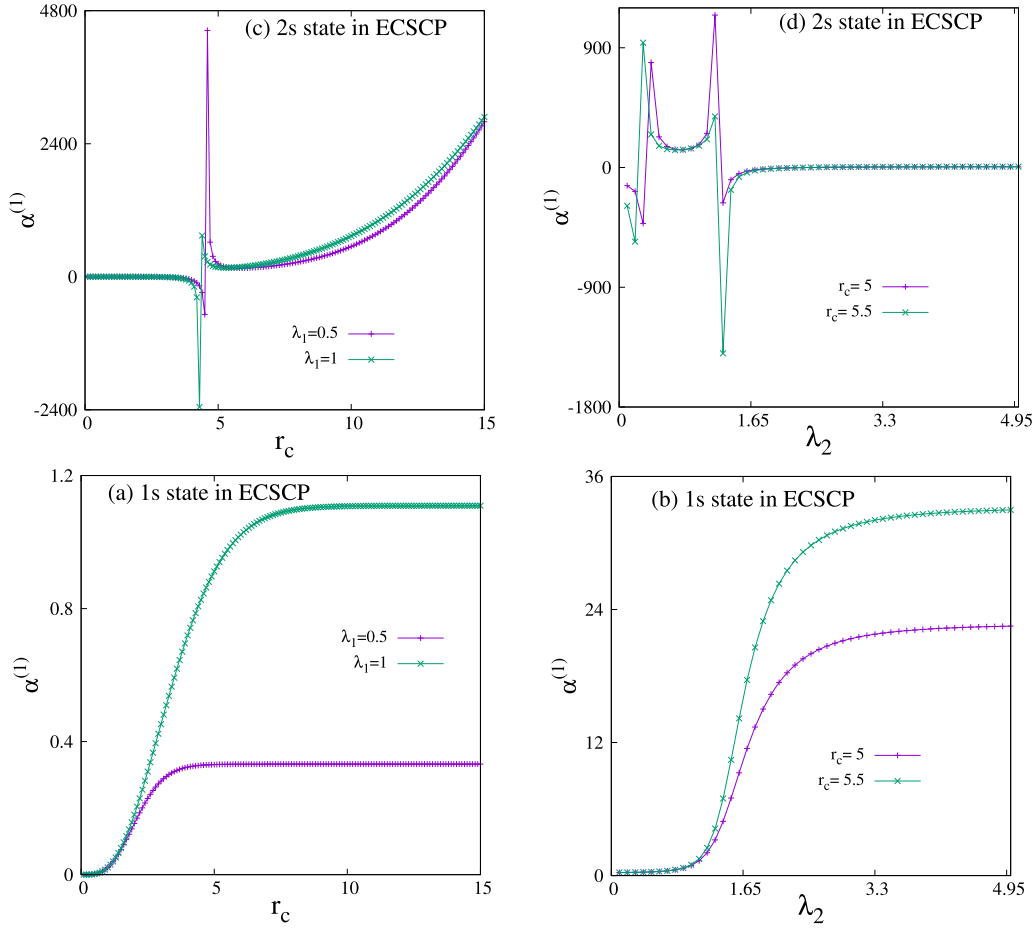 (c) 2s state in ECSCP
4800
2400
0
-2400
α(1)
λ1=0.5
λ1=1
0 5 10 15
rc
(d) 2s state in ECSCP
900
0
-900
-1800
α(1)
rc= 5
rc= 5.5
0 1.65 3.3 4.95
λ2
(a) 1s state in ECSCP
1.2
0.8
0.4
0
α(1)
λ1=0.5
λ1=1
0 5 10 15
rc
(b) 1s state in ECSCP
36
24
12
0
α(1)
rc= 5
rc= 5.5
0 1.65 3.3 4.95
λ2